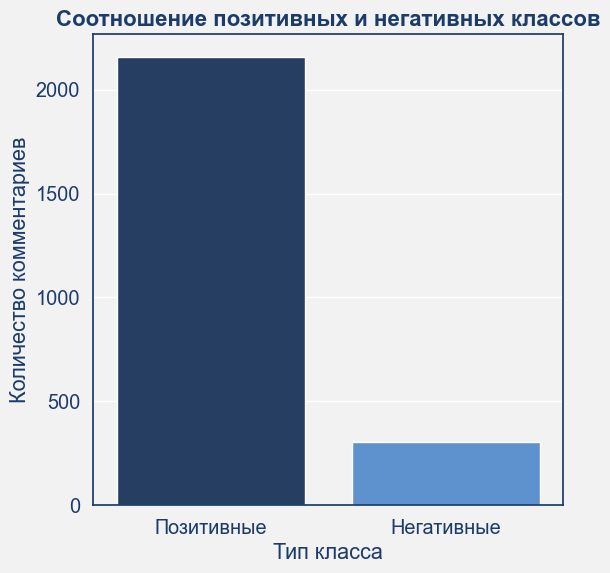 Соотношение позитивных и негативных классов
Количество комментариев
2000
1500
1000
500
0
Позитивные
Негативные
Тип класса